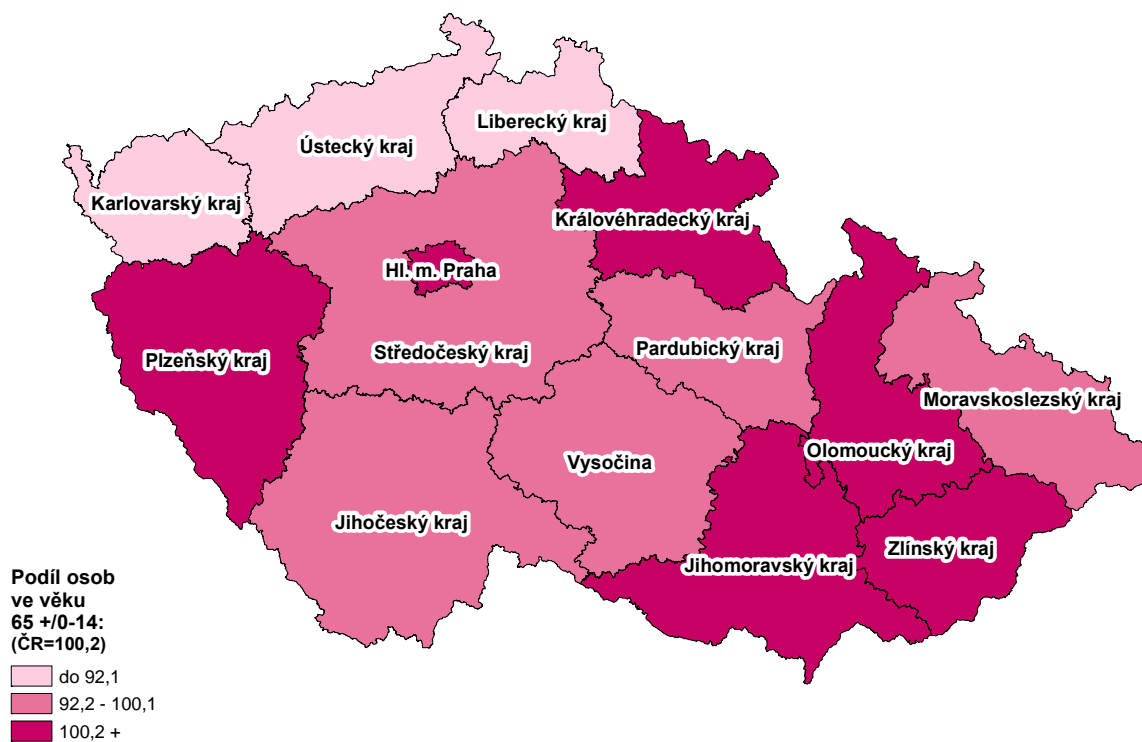 Liberecký kraj
Ústecký kraj
Karlovarský kraj
Královéhradecký kraj
Hl. m. Praha
Středočeský kraj
Pardubický kraj
Plzeňský kraj
Moravskoslezský kraj
Olomoucký kraj
Vysočina
Jihočeský kraj
Zlínský kraj
Jihomoravský kraj
Podíl osob
ve věku
65 +/0-14:
(ČR=100,2)
do 92,1
92,2 - 100,1
100,2 +